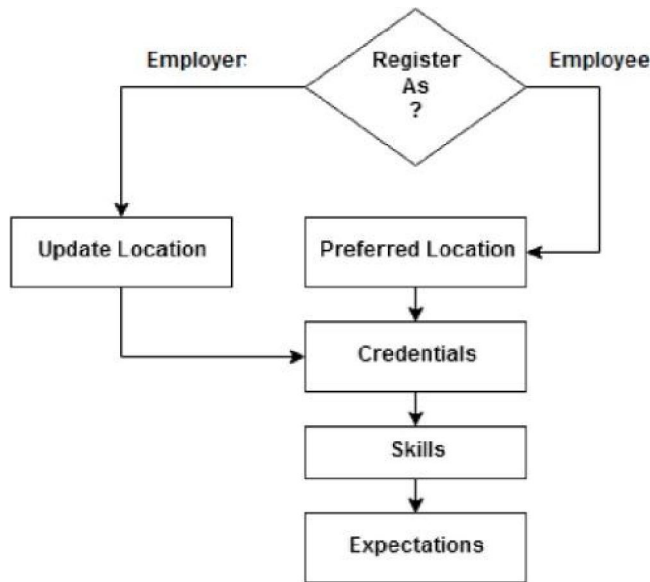 Employer:
Register
As
?
Employee
Update Location
Preferred Location
Credentials
Skills
Expectations